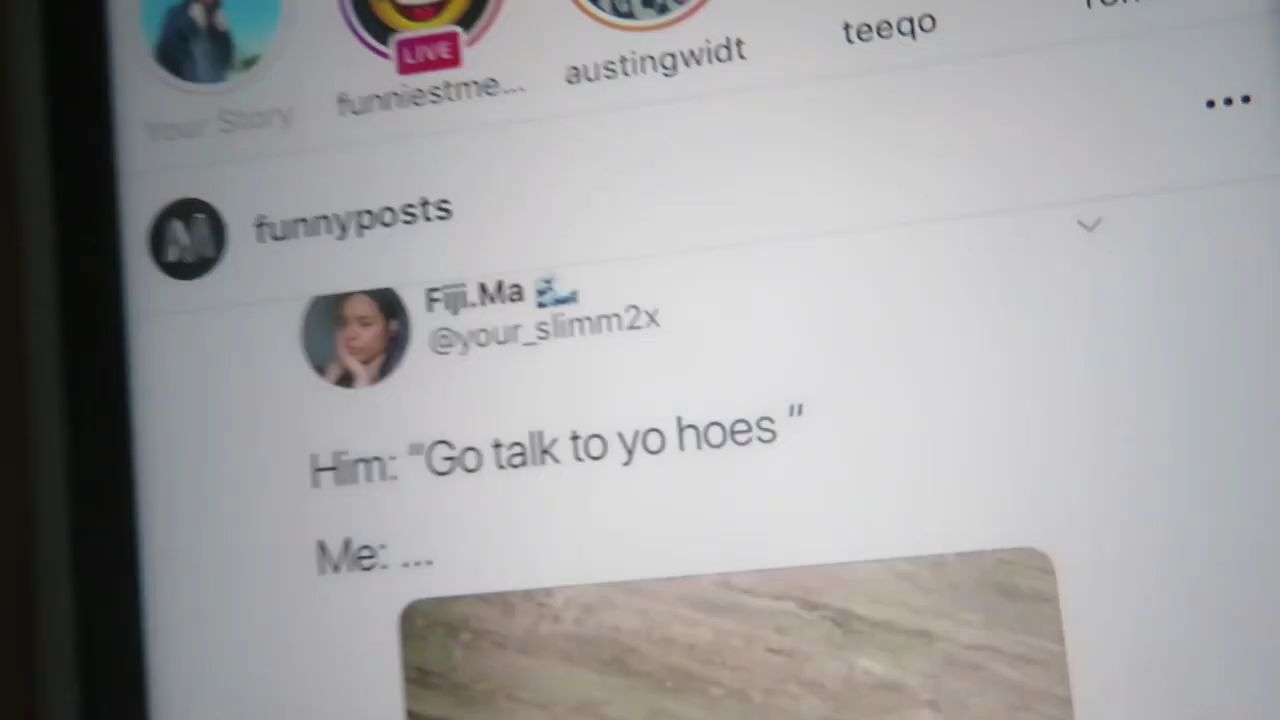 LIVE
Your Story
funniestme...
austingwidt
teeqo
funnyposts
Fiji.Ma
@your_slimm2x
Him: "Go talk to yo hoes "
Me: ...